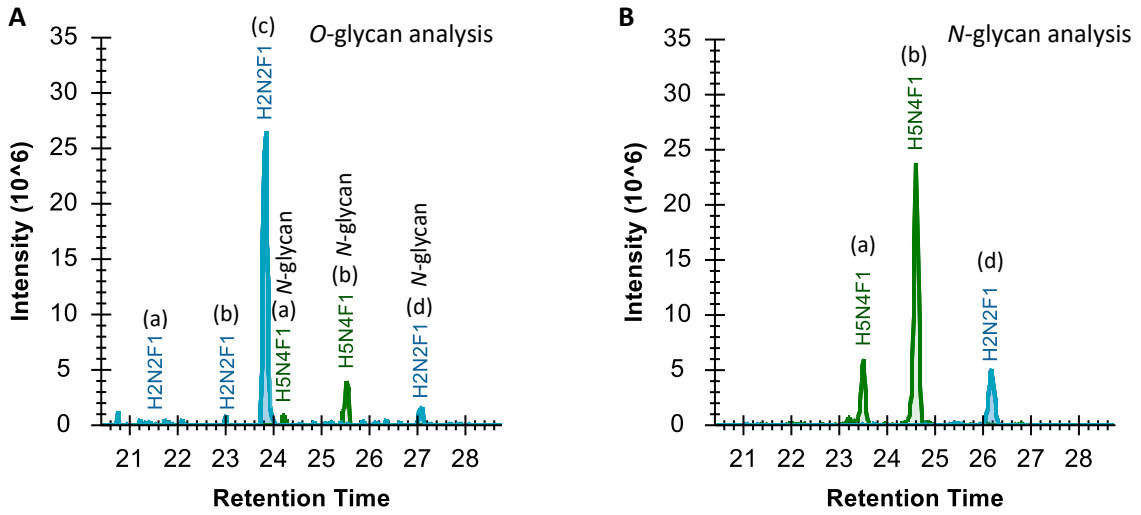 A
O-glycan analysis
Intensity (10^6)
35
30
25
20
15
10
5
0
(a)
H2N2F1
(b)
H2N2F1
(c)
H2N2F1
N-glycan
(a)
H5N4F1
N-glycan
(b)
H5N4F1
N-glycan
(d)
H2N2F1
21 22 23 24 25 26 27 28
Retention Time
B
N-glycan analysis
Intensity (10^6)
35
30
25
20
15
10
5
0
(a)
H5N4F1
(b)
H5N4F1
(d)
H2N2F1
21 22 23 24 25 26 27 28
Retention Time